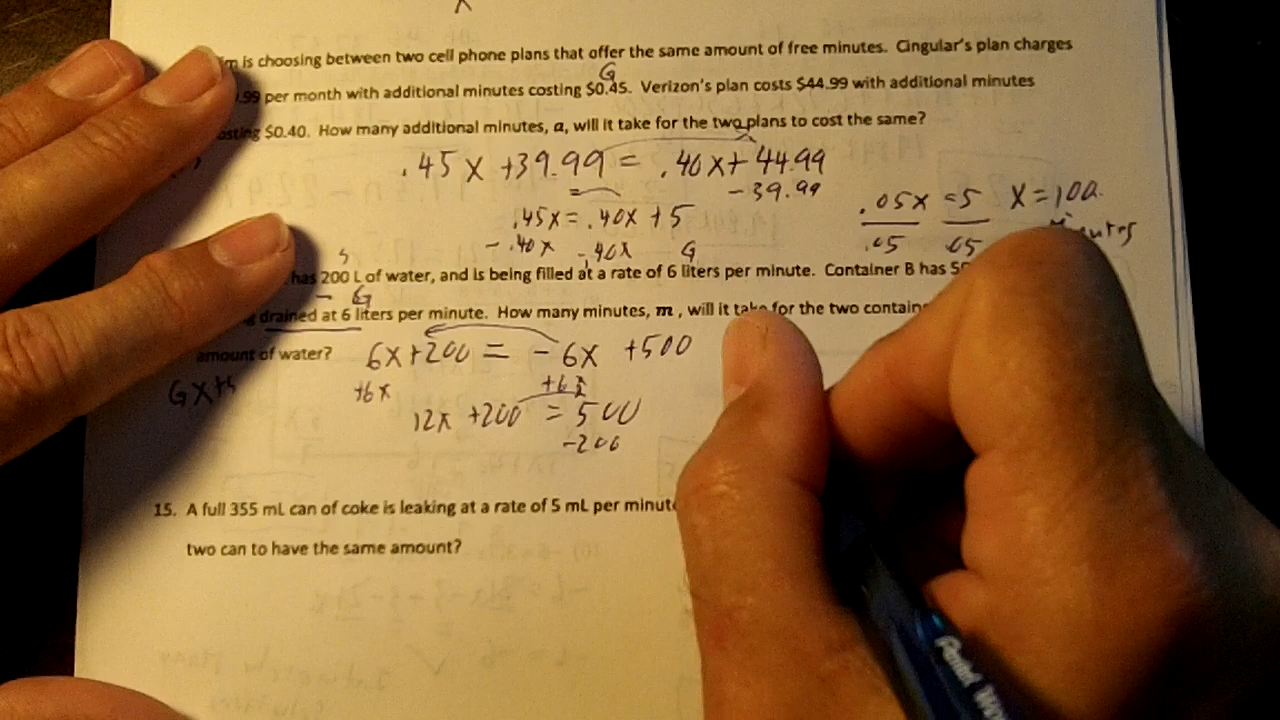 is choosing between two cell phone plans that offer the same amount of free minutes. Cingular's plan charges
.99 per month with additional minutes costing $0.45. Verizon's plan costs $44.99 with additional minutes
$0.40. How many additional minutes, a, will it take for the two plans to cost the same?
G
.45x + 39.99 = .40x + 44.99
- 39.99
.45x = .40x + 5
- .40x - .40x
.05x = 5 x = 100
.05 .05 minutes
S G
has 200 L of water, and is being filled at a rate of 6 liters per minute. Container B has
- G
drained at 6 liters per minute. How many minutes, m, will it take for the two
amount of water?
6x + 200 = - 6x + 500
+6x +6x
Gx+s
12x + 200 = 500
- 200
15. A full 355 mL can of coke is leaking at a rate of 5 mL per
two can to have the same amount?
Pentel